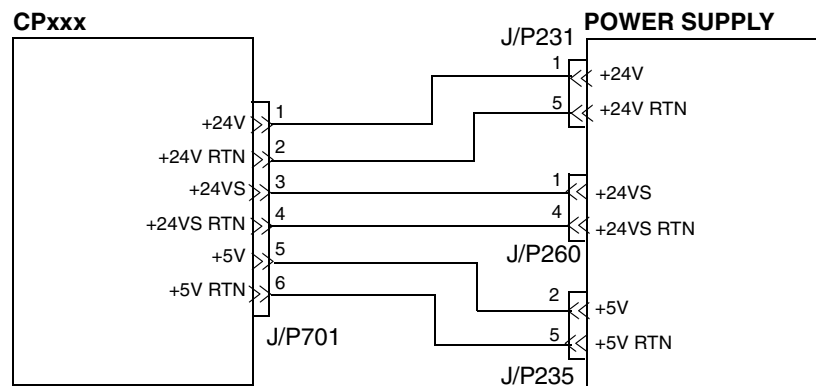 CPxxx
POWER SUPPLY
J/P231
1 +24V
5 +24V RTN
+24V 1
+24V RTN 2
+24VS 3
+24VS RTN 4
+5V 5
+5V RTN 6
J/P701
1 +24VS
4 +24VS RTN
J/P260
2 +5V
5 +5V RTN
J/P235